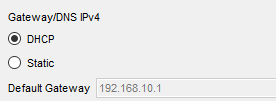 Gateway/DNS IPv4
DHCP
Static
Default Gateway 192.168.10.1